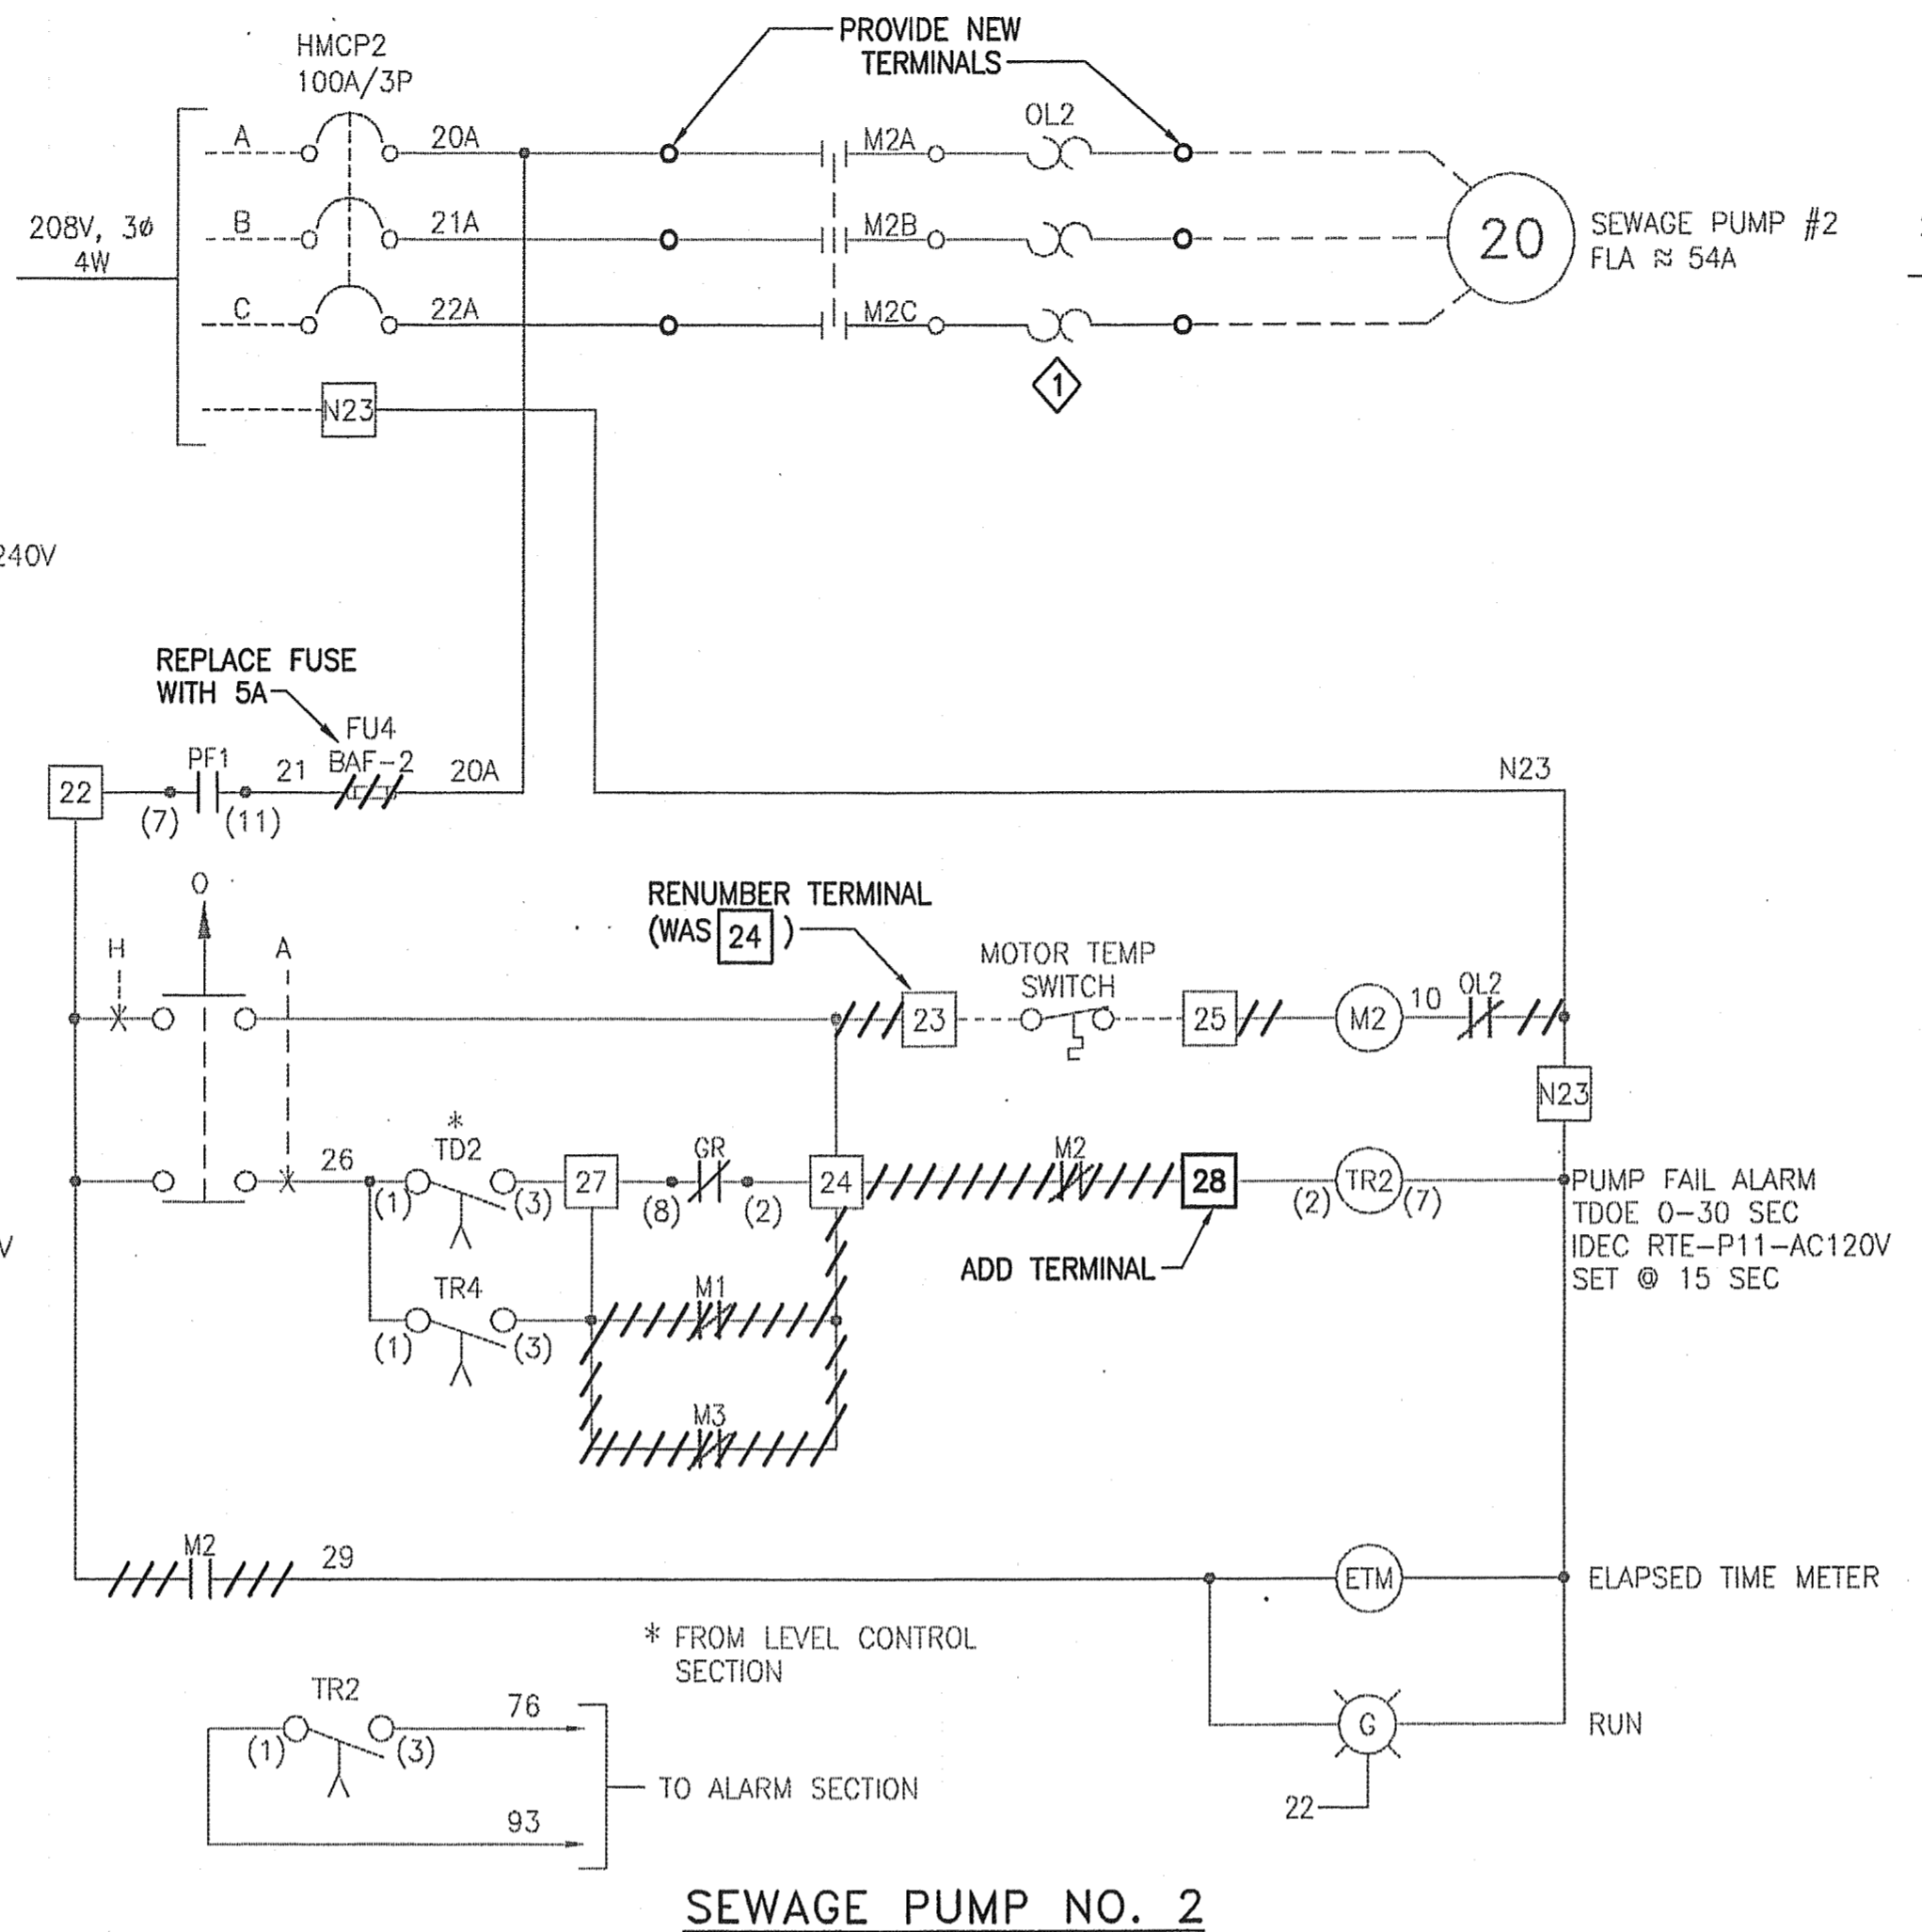 PROVIDE NEW
TERMINALS
HMCP2
100A/3P
OL2
A
20A
M2A
B
21A
M2B
C
22A
M2C
208V, 3ø
4W
20
SEWAGE PUMP #2
FLA ≈ 54A
1
N23
240V
REPLACE FUSE
WITH 5A
FU4
BAF-2
PF1
21
20A
N23
22
(7)
(11)
O
H
A
RENUMBER TERMINAL
(WAS 24 )
MOTOR TEMP
SWITCH
23
25
M2
10
OL2
N23
*
TD2
26
(1)
(3)
27
GR
(8)
(2)
24
M2
28
(2)
TR2
(7)
PUMP FAIL ALARM
TDOE 0-30 SEC
IDEC RTE-P11-AC120V
SET @ 15 SEC
V
ADD TERMINAL
TR4
(1)
(3)
M1
M3
M2
29
ETM
ELAPSED TIME METER
* FROM LEVEL CONTROL
SECTION
TR2
76
(1)
(3)
TO ALARM SECTION
93
G
RUN
22
SEWAGE PUMP NO. 2